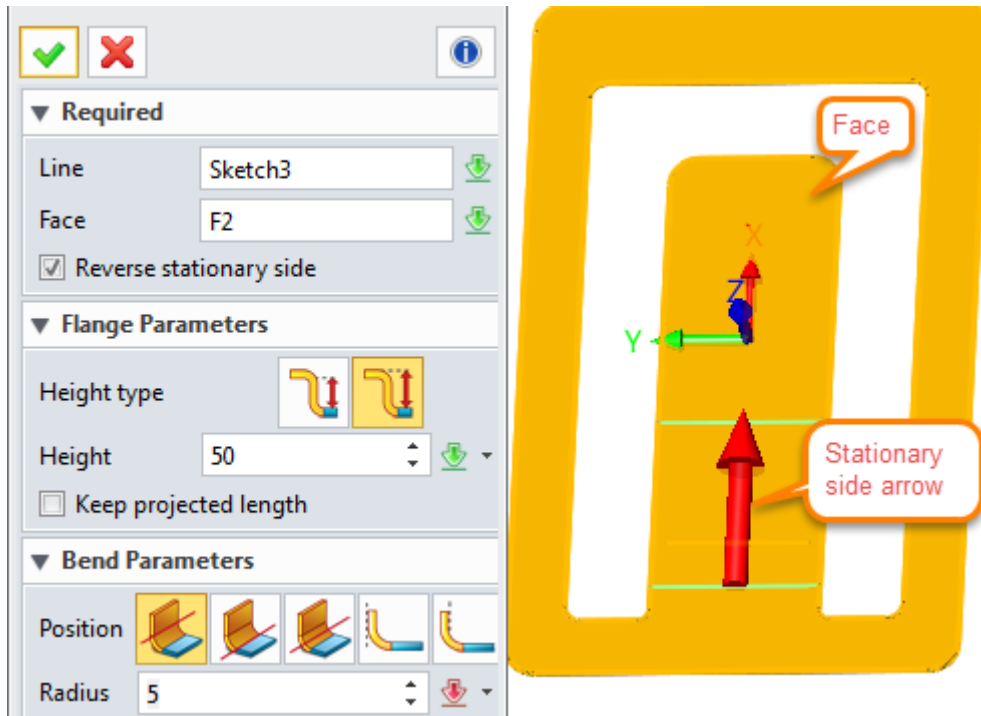 Required
Line Sketch3
Face F2
Reverse stationary side
Flange Parameters
Height type
Height 50
Keep projected length
Bend Parameters
Position
Radius 5
Face
X
Z
Y
Stationary
side arrow